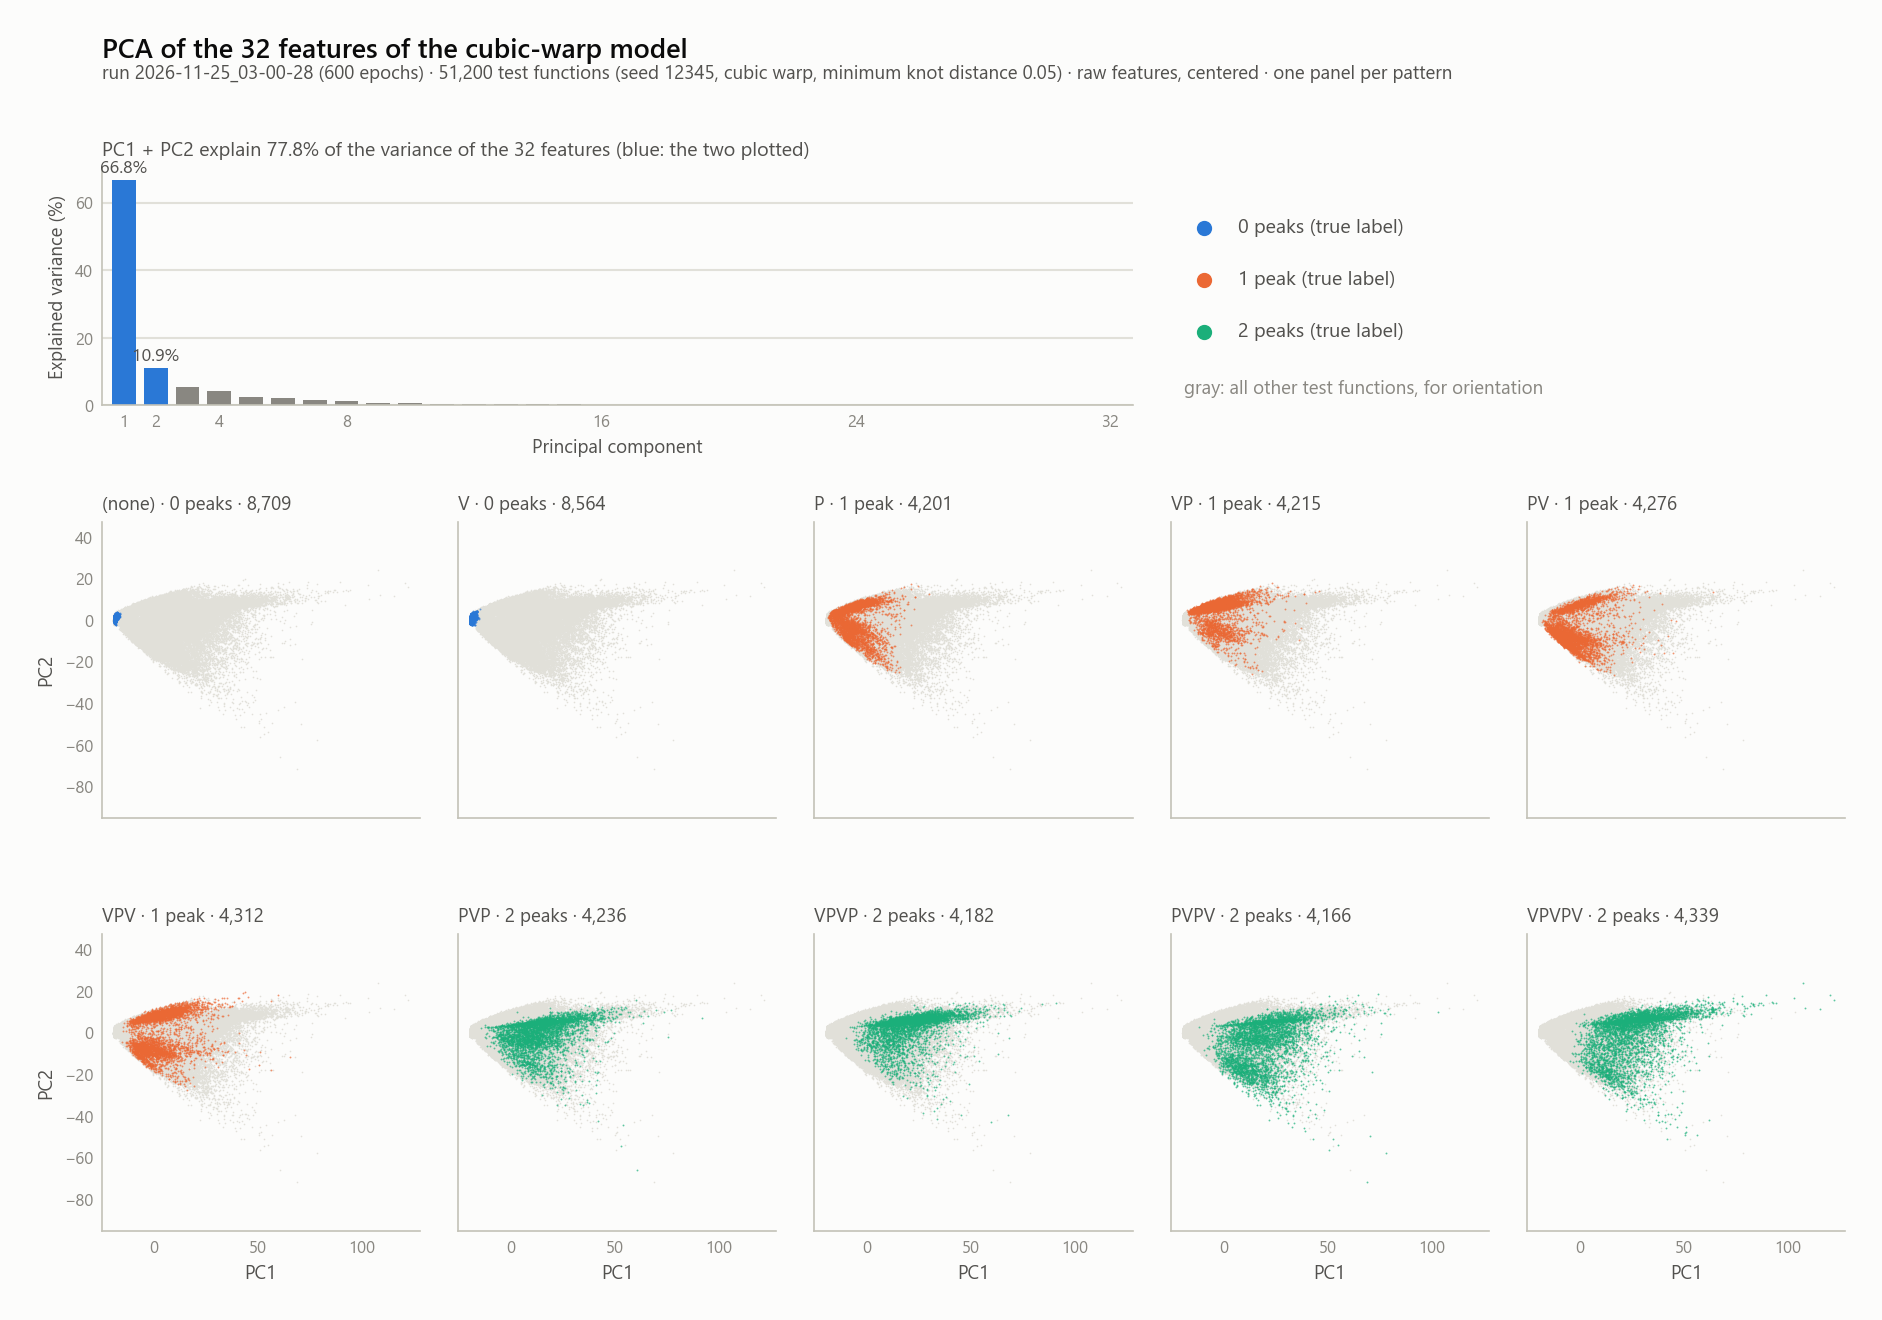 PCA of the 32 features of the cubic-warp model
run 2026-11-25_03-00-28 (600 epochs) · 51,200 test functions (seed 12345, cubic warp, minimum knot distance 0.05) · raw features, centered · one panel per pattern
PC1 + PC2 explain 77.8% of the variance of the 32 features (blue: the two plotted)
66.8%
10.9%
Explained variance (%)
60
40
20
0
1 2 4 8 16 24 32
Principal component
0 peaks (true label)
1 peak (true label)
2 peaks (true label)
gray: all other test functions, for orientation
(none) · 0 peaks · 8,709
V · 0 peaks · 8,564
P · 1 peak · 4,201
VP · 1 peak · 4,215
PV · 1 peak · 4,276
PC2
40
20
0
−20
−40
−60
−80
VPV · 1 peak · 4,312
PVP · 2 peaks · 4,236
VPVP · 2 peaks · 4,182
PVPV · 2 peaks · 4,166
VPVPV · 2 peaks · 4,339
PC2
40
20
0
−20
−40
−60
−80
0 50 100
0 50 100
0 50 100
0 50 100
0 50 100
PC1
PC1
PC1
PC1
PC1